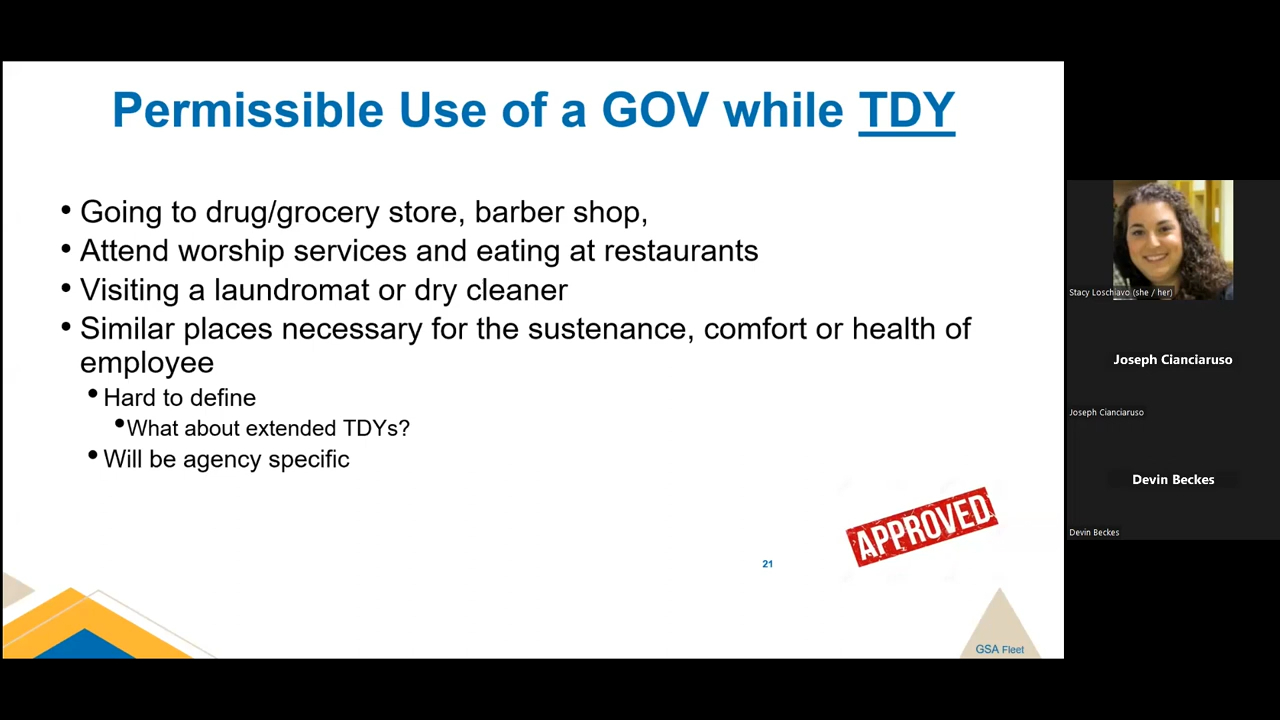 Permissible Use of a GOV while TDY
• Going to drug/grocery store, barber shop,
• Attend worship services and eating at restaurants
• Visiting a laundromat or dry cleaner
• Similar places necessary for the sustenance, comfort or health of
employee
• Hard to define
• What about extended TDYs?
• Will be agency specific
APPROVED
21
GSA Fleet
Stacy Loschiavo (she / her)
Joseph Cianciaruso
Joseph Cianciaruso
Devin Beckes
Devin Beckes